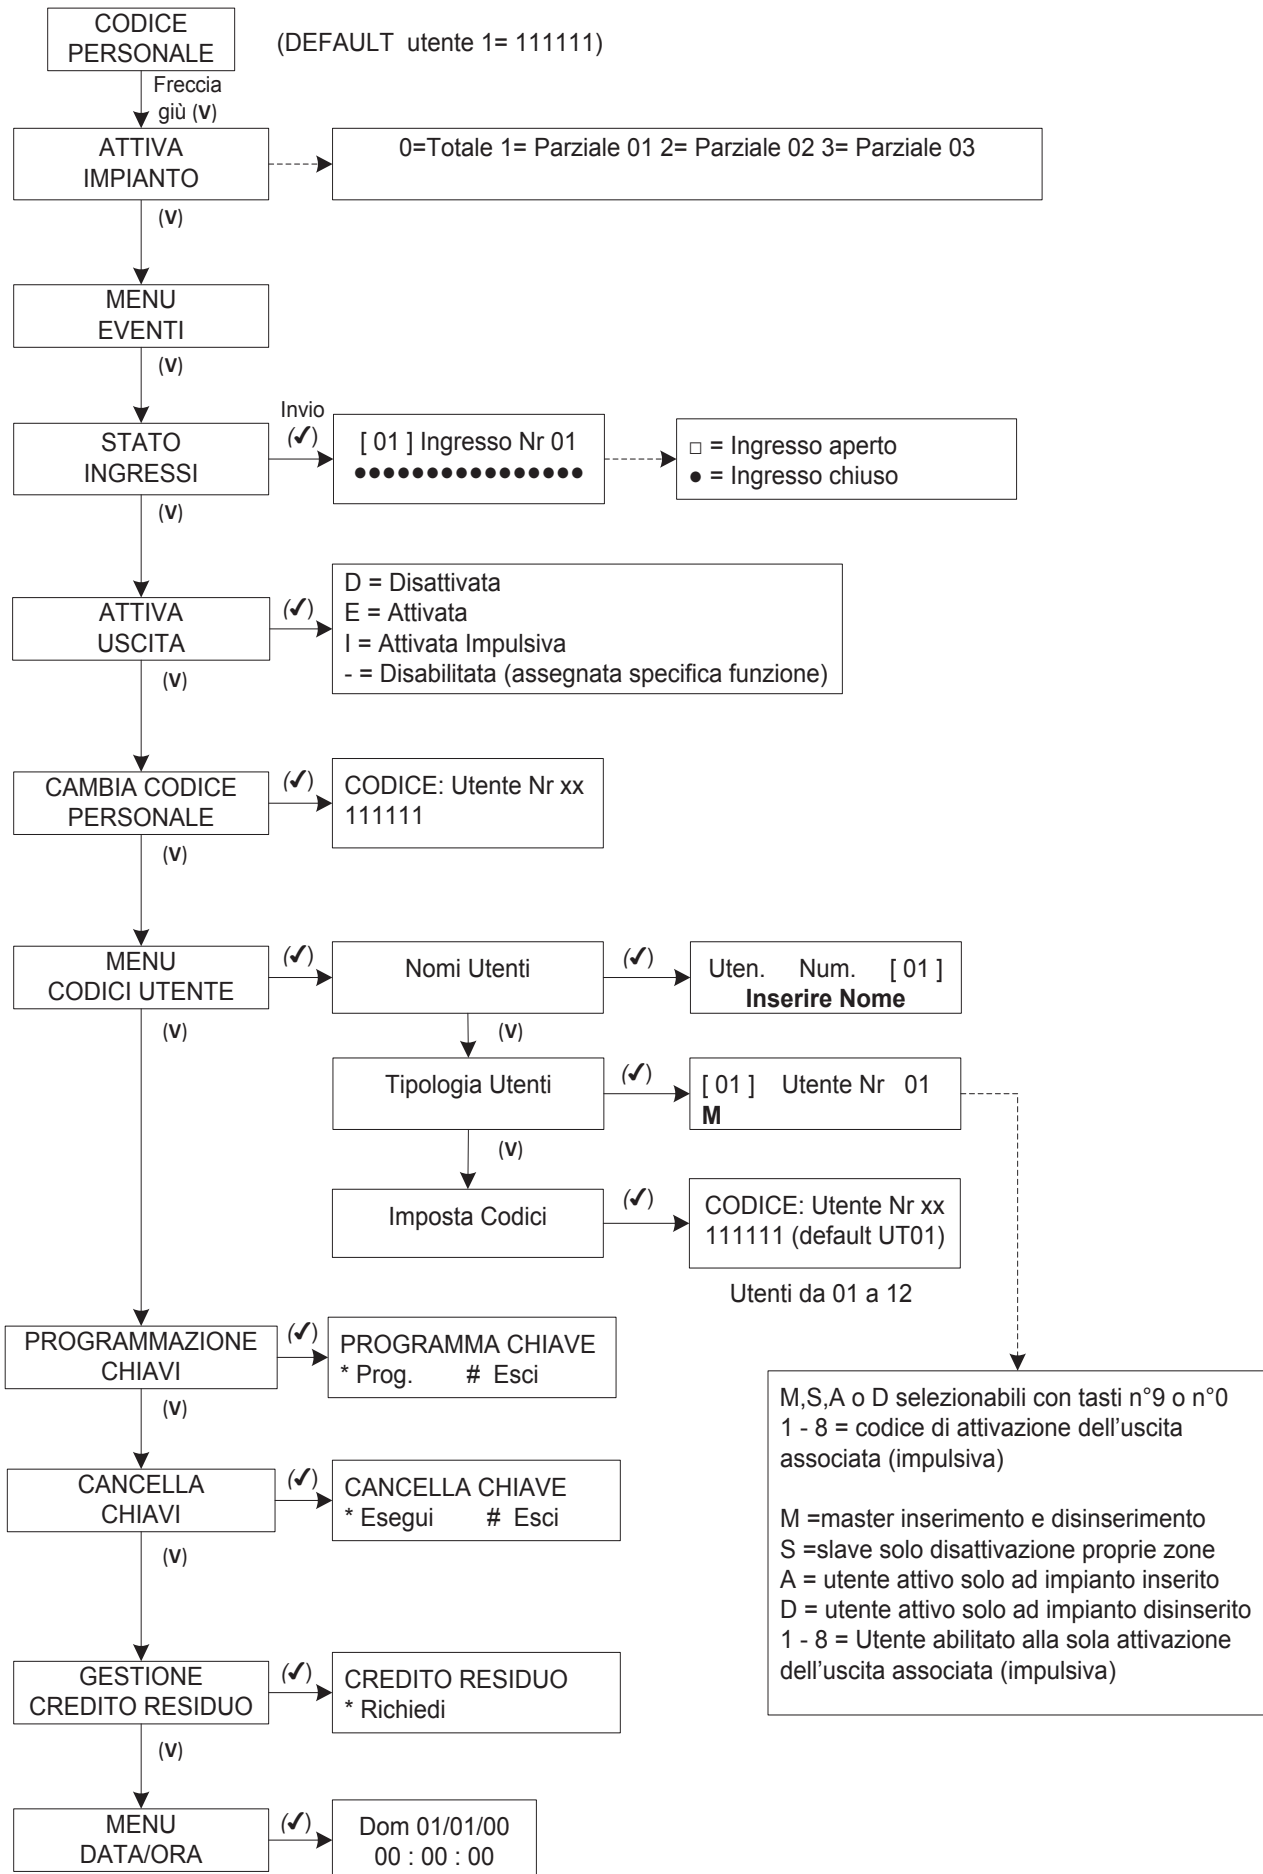 CODICE
PERSONALE
(DEFAULT utente 1= 111111)
Freccia
giù (V)
ATTIVA
IMPIANTO
0=Totale 1= Parziale 01 2= Parziale 02 3= Parziale 03
(V)
MENU
EVENTI
(V)
STATO
INGRESSI
Invio
(✓)
[ 01 ] Ingresso Nr 01
●●●●●●●●●●●●●●●●
□ = Ingresso aperto
● = Ingresso chiuso
(V)
ATTIVA
USCITA
(✓)
D = Disattivata
E = Attivata
I = Attivata Impulsiva
- = Disabilitata (assegnata specifica funzione)
(V)
CAMBIA CODICE
PERSONALE
(✓)
CODICE: Utente Nr xx
111111
(V)
MENU
CODICI UTENTE
(✓)
Nomi Utenti
(✓)
Uten. Num. [ 01 ]
Inserire Nome
(V)
(V)
Tipologia Utenti
(✓)
[ 01 ] Utente Nr 01
M
(V)
Imposta Codici
(✓)
CODICE: Utente Nr xx
111111 (default UT01)
Utenti da 01 a 12
PROGRAMMAZIONE
CHIAVI
(✓)
PROGRAMMA CHIAVE
* Prog. # Esci
(V)
M,S,A o D selezionabili con tasti n°9 o n°0
1 - 8 = codice di attivazione dell'uscita
associata (impulsiva)
M =master inserimento e disinserimento
S =slave solo disattivazione proprie zone
A = utente attivo solo ad impianto inserito
D = utente attivo solo ad impianto disinserito
1 - 8 = Utente abilitato alla sola attivazione
dell'uscita associata (impulsiva)
CANCELLA
CHIAVI
(✓)
CANCELLA CHIAVE
* Esegui # Esci
(V)
GESTIONE
CREDITO RESIDUO
(✓)
CREDITO RESIDUO
* Richiedi
(V)
MENU
DATA/ORA
(✓)
Dom 01/01/00
00 : 00 : 00